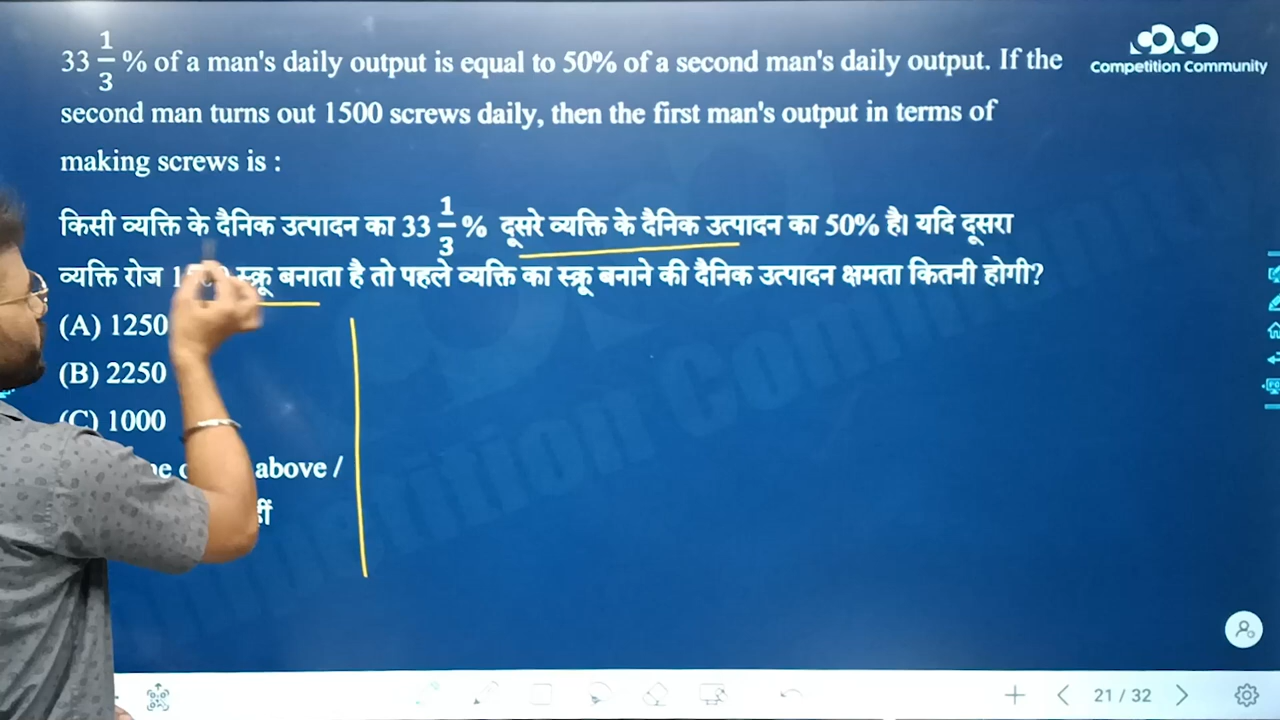 33 1/3 % of a man's daily output is equal to 50% of a second man's daily output. If the
second man turns out 1500 screws daily, then the first man's output in terms of
making screws is :
किसी व्यक्ति के दैनिक उत्पादन का 33 1/3 % दूसरे व्यक्ति के दैनिक उत्पादन का 50% है। यदि दूसरा
व्यक्ति रोज स्क्रू बनाता है तो पहले व्यक्ति का स्क्रू बनाने की दैनिक उत्पादन क्षमता कितनी होगी?
(A) 1250
(B) 2250
(C) 1000
above /
Competition Community
21 / 32